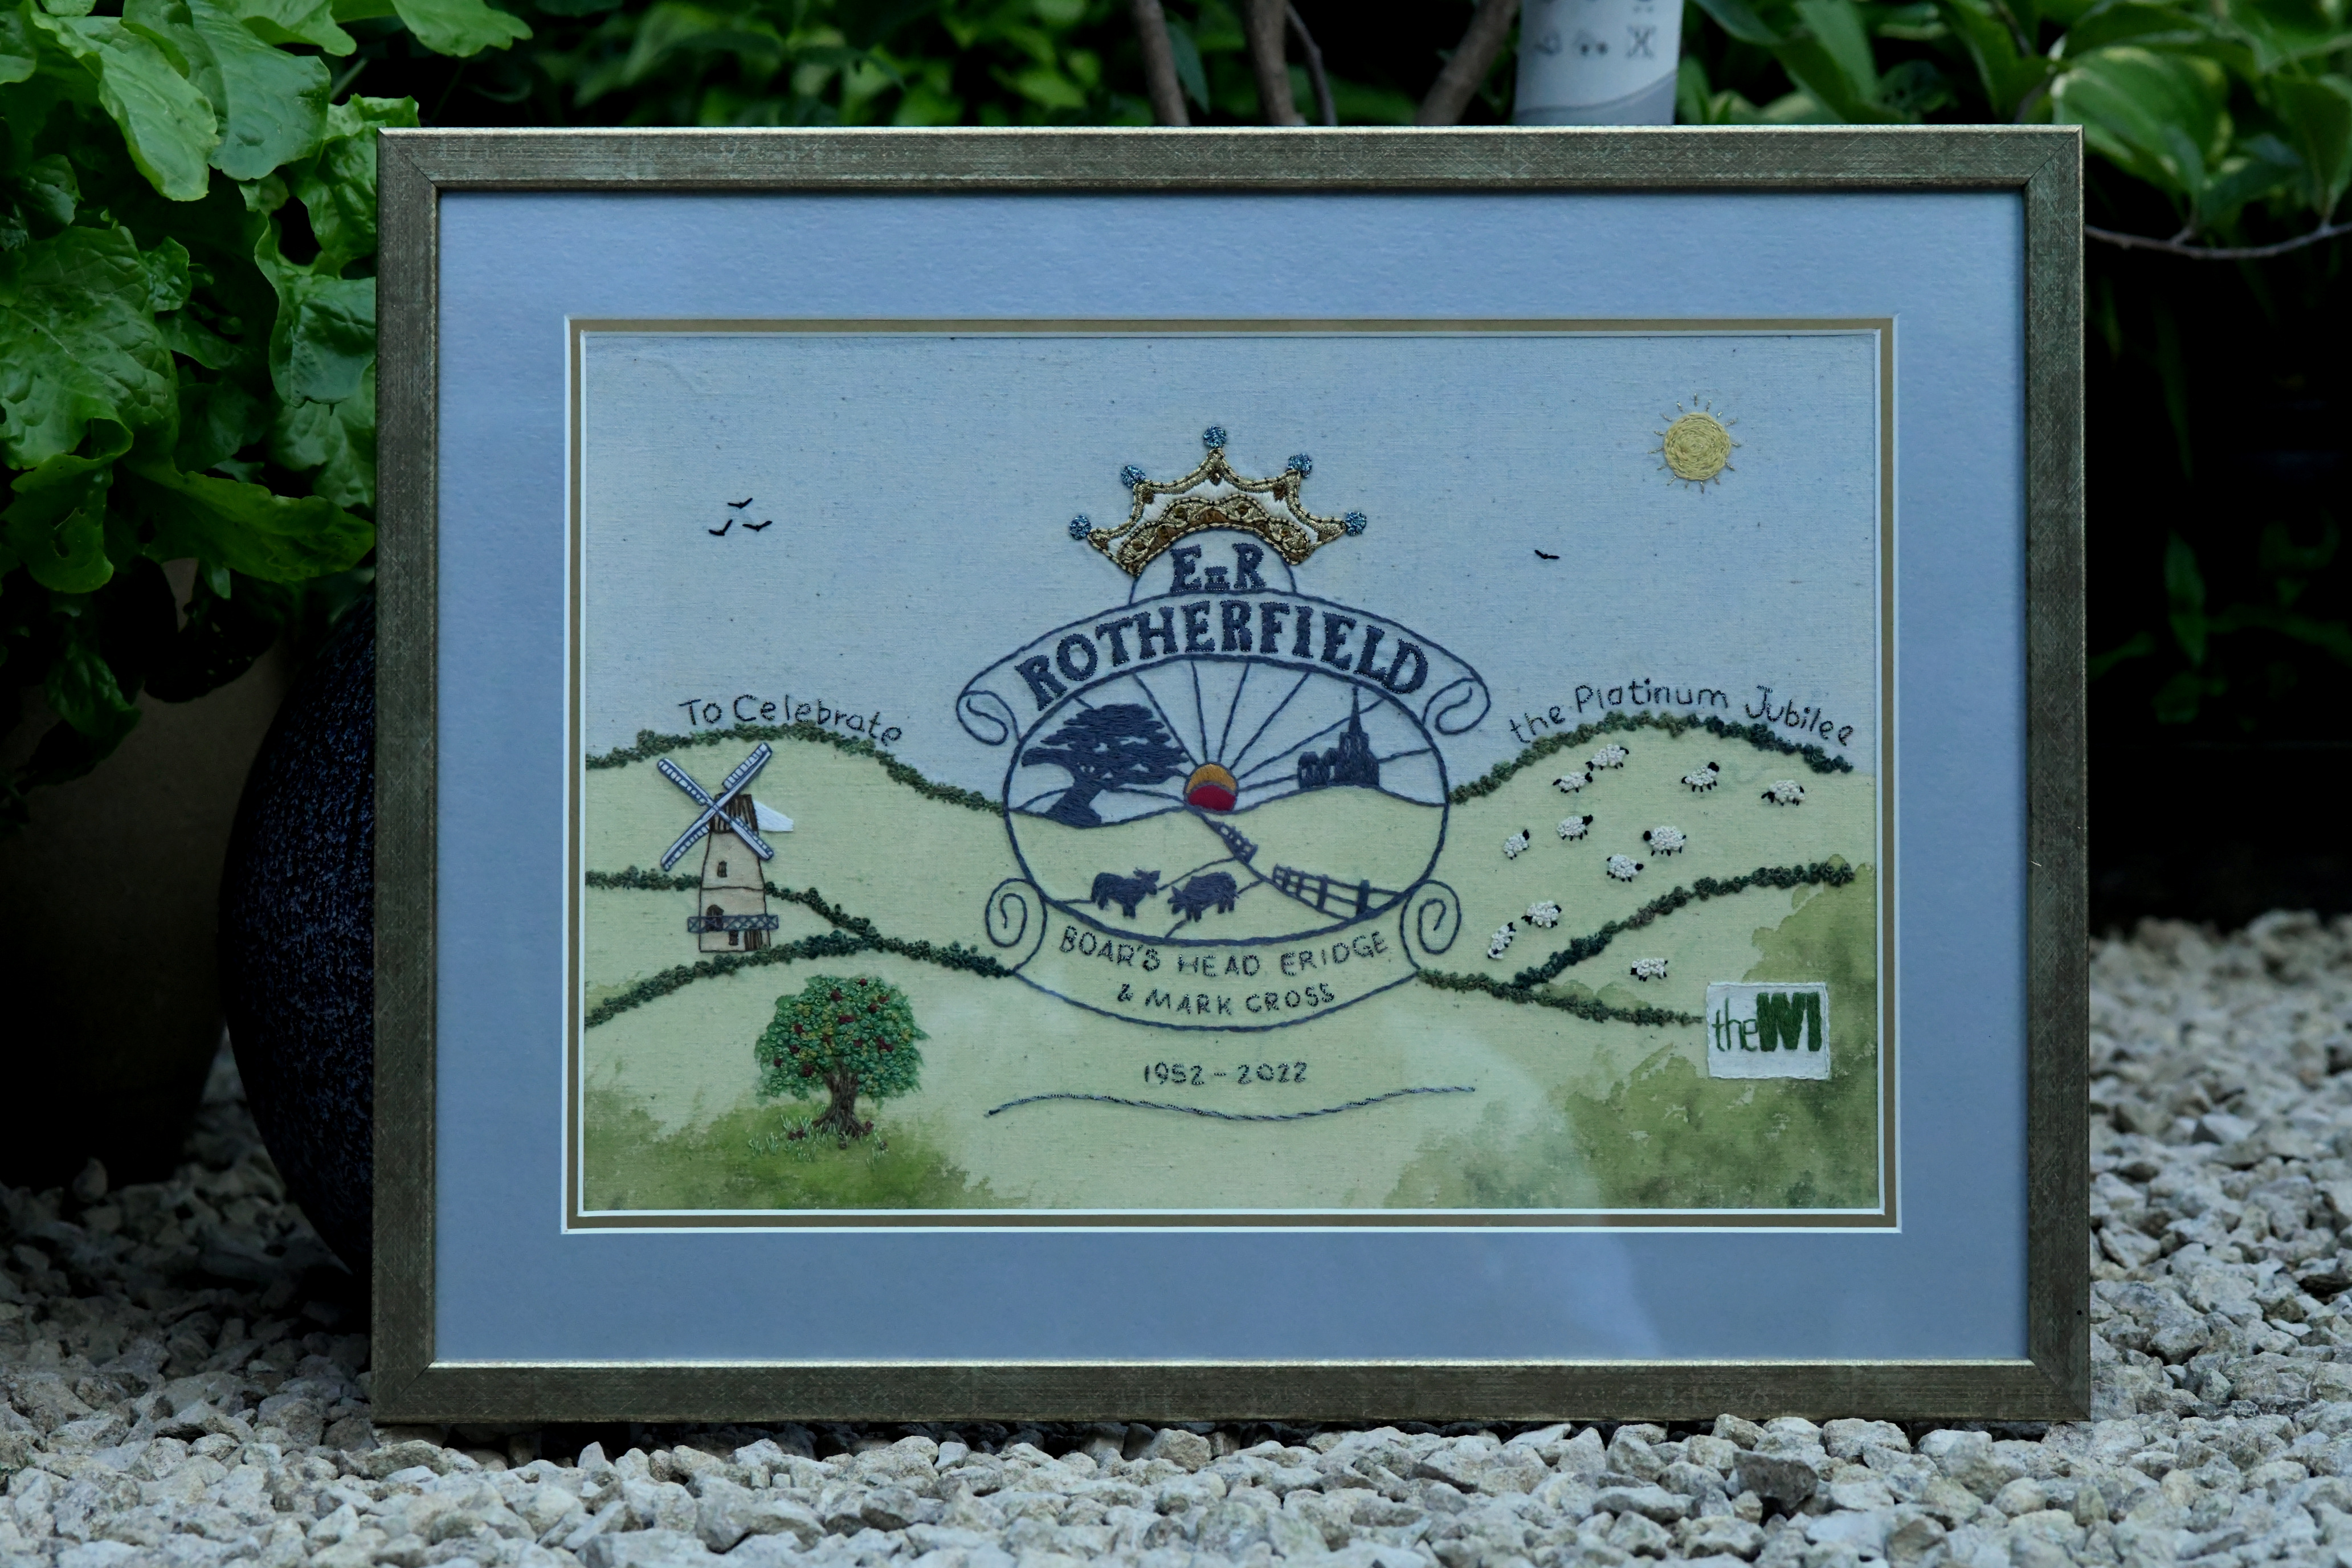 E II R
ROTHERFIELD
To Celebrate
the Platinum Jubilee
BOAR'S HEAD ERIDGE
& MARK CROSS
1952-2022
theWI